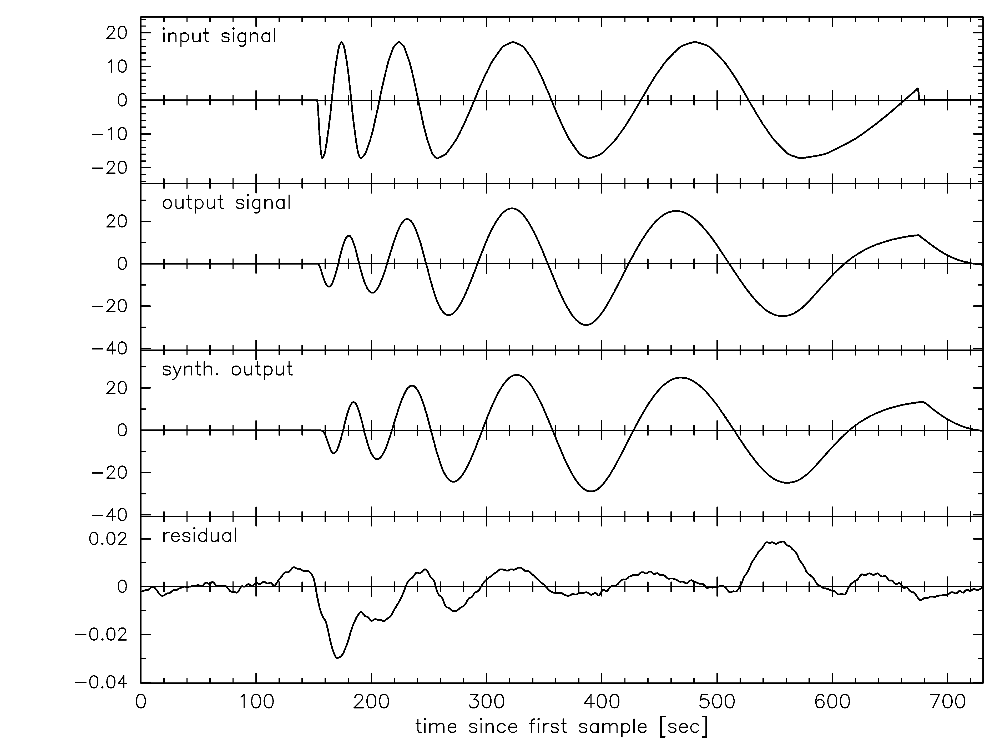 input signal
20
10
0
−10
−20
output signal
20
0
−20
−40
synth. output
20
0
−20
−40
residual
0.02
0
−0.02
−0.04
0 100 200 300 400 500 600 700
time since first sample [sec]